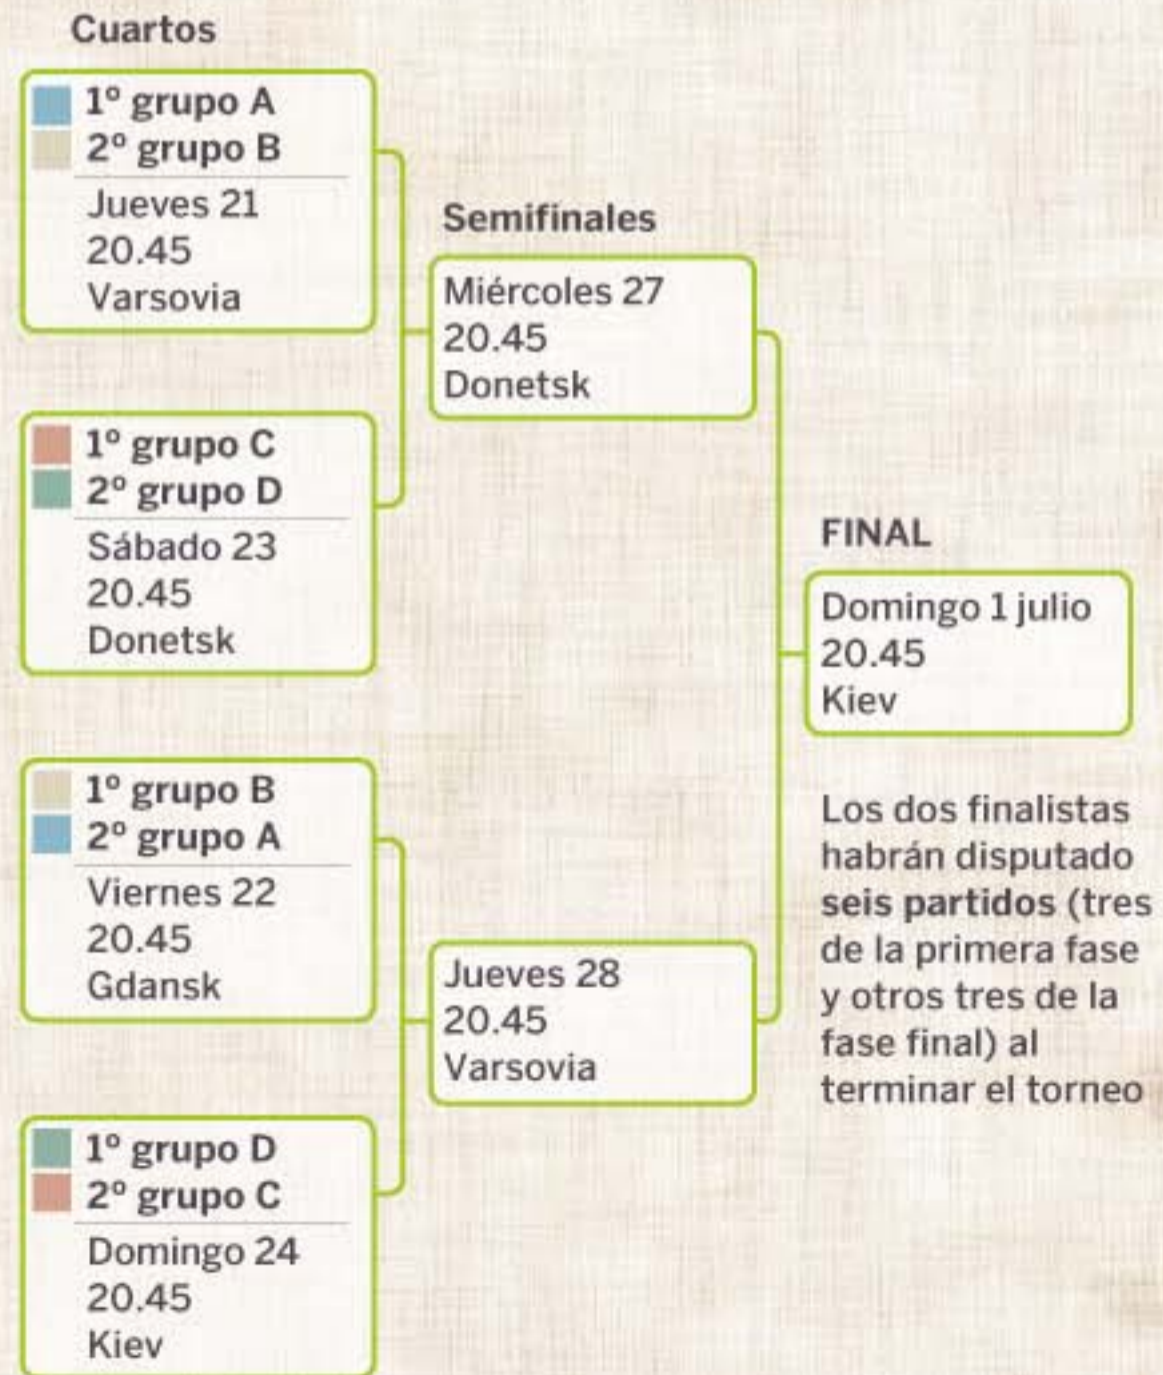 Cuartos
1º grupo A
2º grupo B
Jueves 21
20.45
Varsovia
1º grupo C
2º grupo D
Sábado 23
20.45
Donetsk
1º grupo B
2º grupo A
Viernes 22
20.45
Gdansk
1º grupo D
2º grupo C
Domingo 24
20.45
Kiev
Semifinales
Miércoles 27
20.45
Donetsk
Jueves 28
20.45
Varsovia
FINAL
Domingo 1 julio
20.45
Kiev
Los dos finalistas
habrán disputado
seis partidos (tres
de la primera fase
y otros tres de la
fase final) al
terminar el torneo